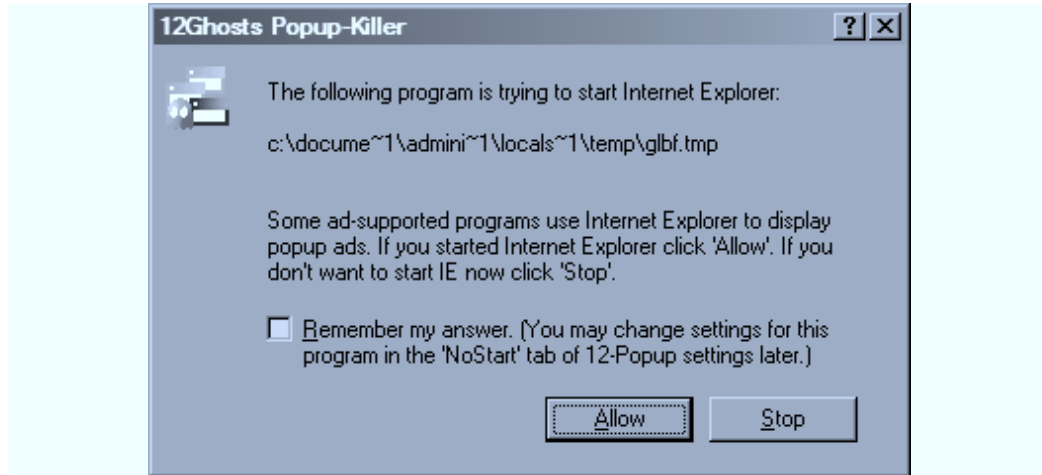 12Ghosts Popup-Killer
The following program is trying to start Internet Explorer:
c:\docume~1\admini~1\locals~1\temp\glbf.tmp
Some ad-supported programs use Internet Explorer to display
popup ads. If you started Internet Explorer click 'Allow'. If you
don't want to start IE now click 'Stop'.
Remember my answer. (You may change settings for this
program in the 'NoStart' tab of 12-Popup settings later.)
Allow Stop